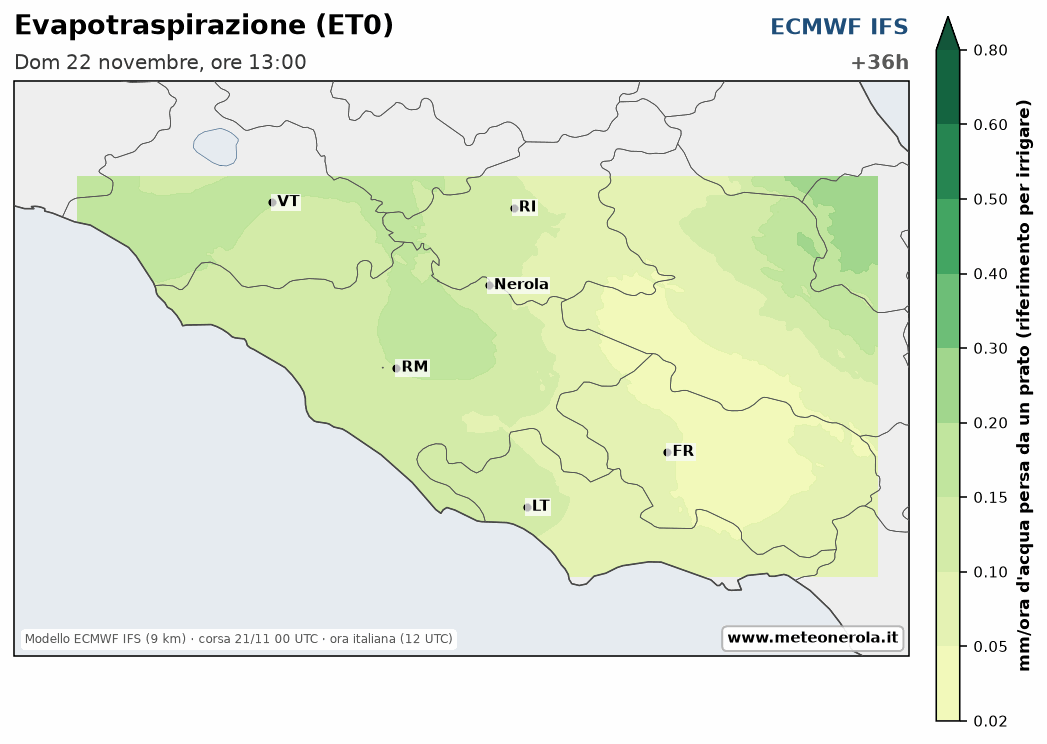 Evapotraspirazione (ET0)
ECMWF IFS
Dom 22 novembre, ore 13:00
+36h
VT
RI
Nerola
RM
FR
LT
Modello ECMWF IFS (9 km) · corsa 21/11 00 UTC · ora italiana (12 UTC)
www.meteonerola.it
0.80
0.60
0.50
0.40
0.30
0.20
0.15
0.10
0.05
0.02
mm/ora d'acqua persa da un prato (riferimento per irrigare)